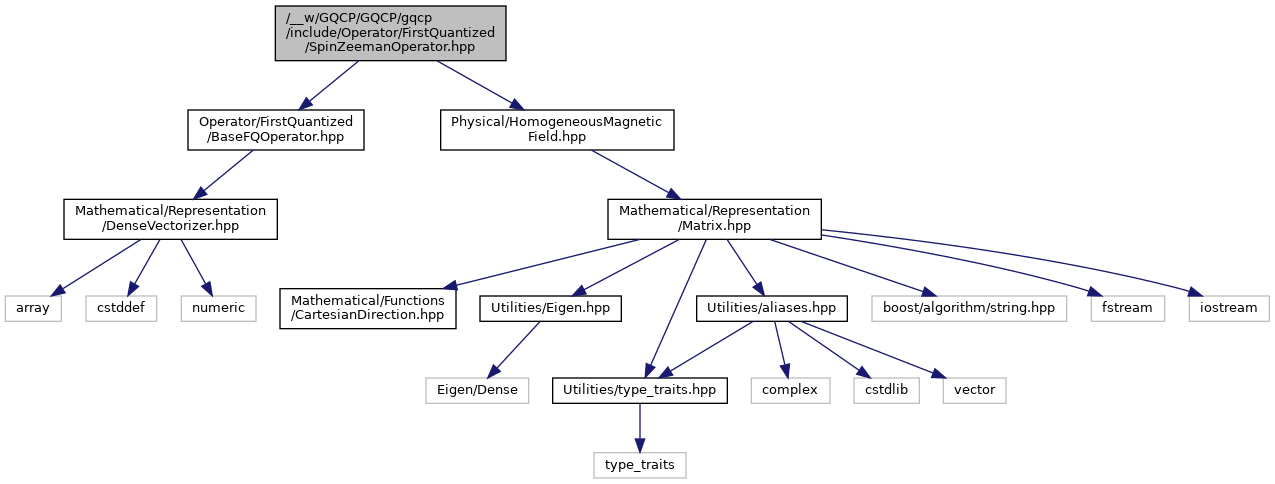 /__w/GQCP/GQCP/gqcp
/include/Operator/FirstQuantized
/SpinZeemanOperator.hpp
Operator/FirstQuantized
/BaseFQOperator.hpp
Physical/HomogeneousMagnetic
Field.hpp
Mathematical/Representation
/DenseVectorizer.hpp
Mathematical/Representation
/Matrix.hpp
array
cstddef
numeric
Mathematical/Functions
/CartesianDirection.hpp
Utilities/Eigen.hpp
Utilities/aliases.hpp
boost/algorithm/string.hpp
fstream
iostream
Eigen/Dense
Utilities/type_traits.hpp
complex
cstdlib
vector
type_traits